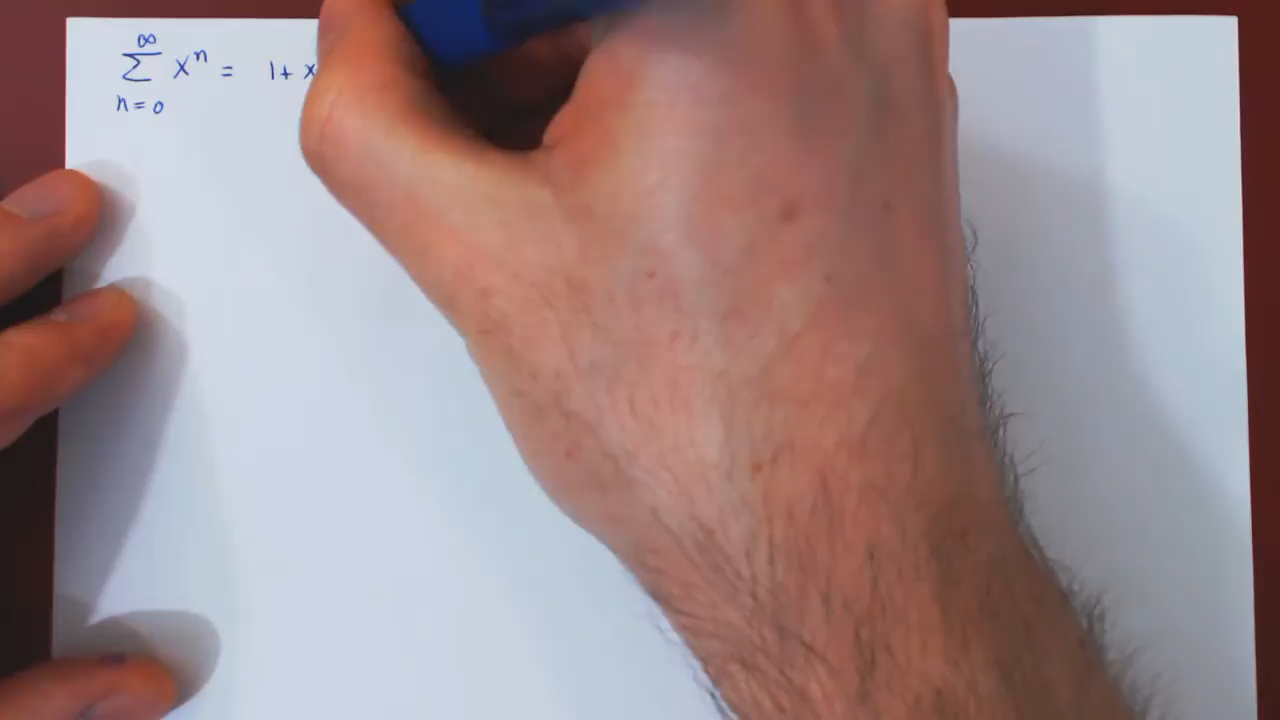 ∞
∑ xⁿ = 1 + x
n = 0